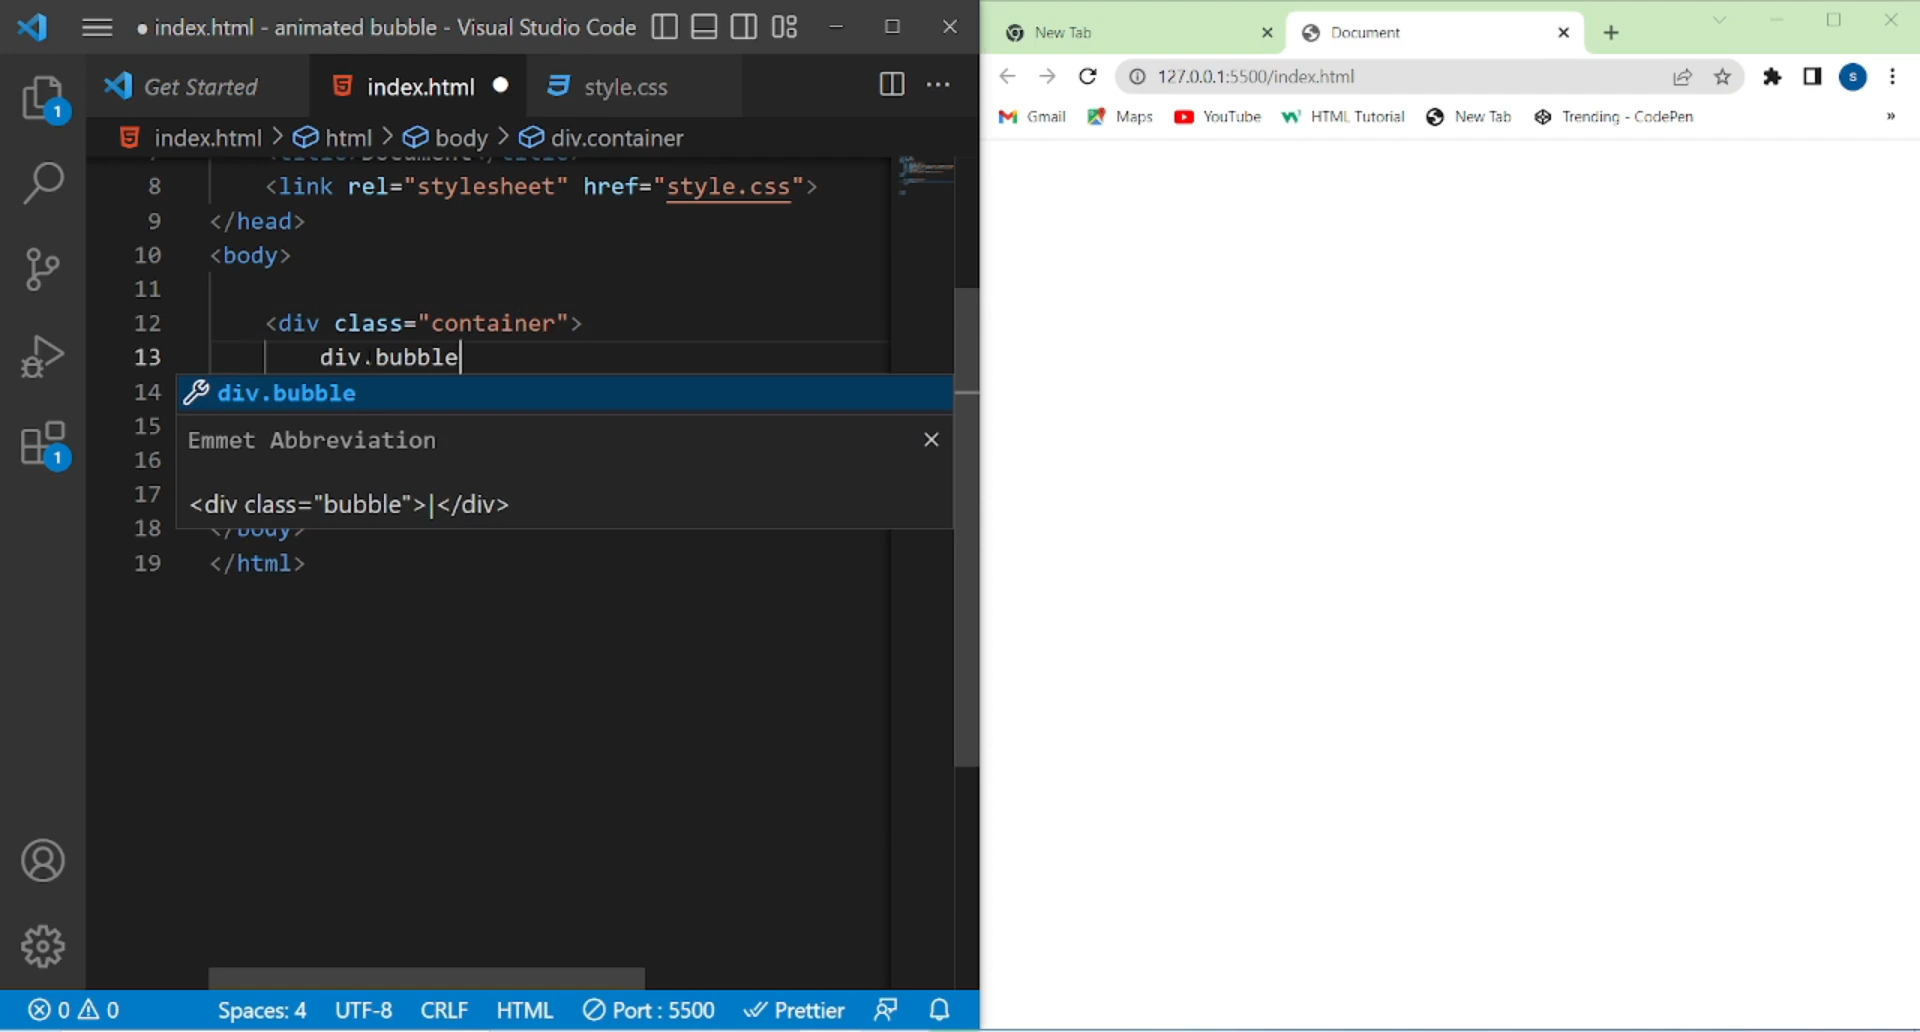 ● index.html - animated bubble - Visual Studio Code
1
Get Started
index.html
style.css
index.html > html > body > div.container
8 <link rel="stylesheet" href="style.css">
9 </head>
10 <body>
11
12 <div class="container">
13 div.bubble
14 div.bubble
15 Emmet Abbreviation
16
17 <div class="bubble">|</div>
18 </body>
19 </html>
1
0 0
Spaces: 4
UTF-8
CRLF
HTML
Port : 5500
Prettier
New Tab
Document
127.0.0.1:5500/index.html
s
Gmail
Maps
YouTube
HTML Tutorial
New Tab
Trending - CodePen
»